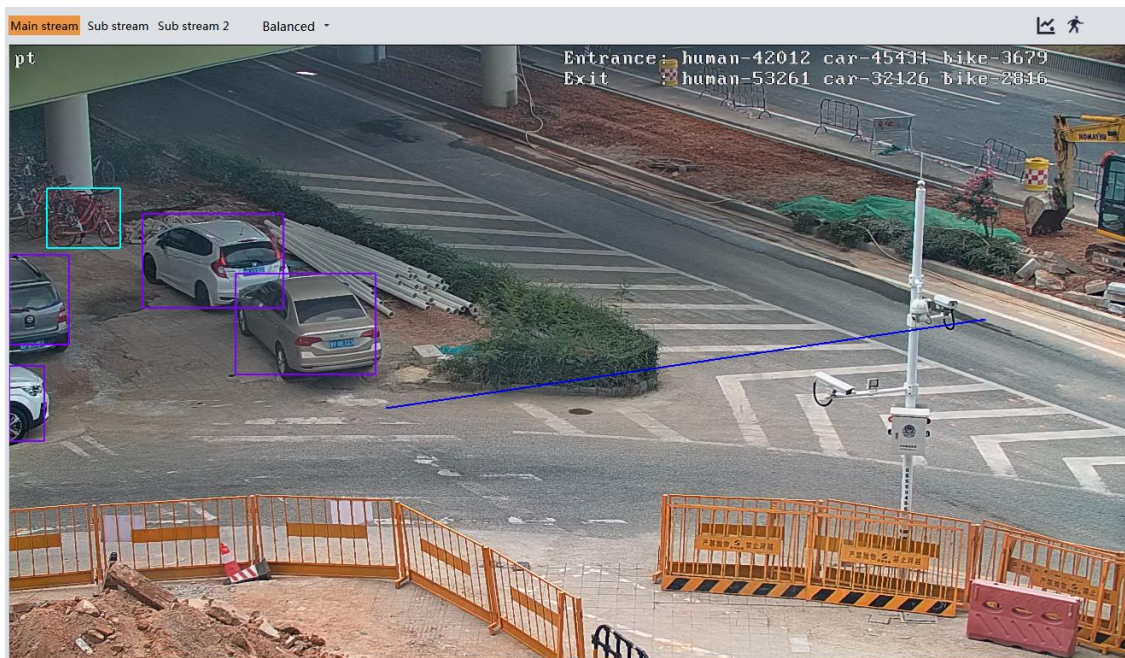 Main stream Sub stream Sub stream 2 Balanced
pt
Entrance: human-42012 car-45431 bike-3679
Exit : human-53261 car-32126 bike-2816
KOMATSU